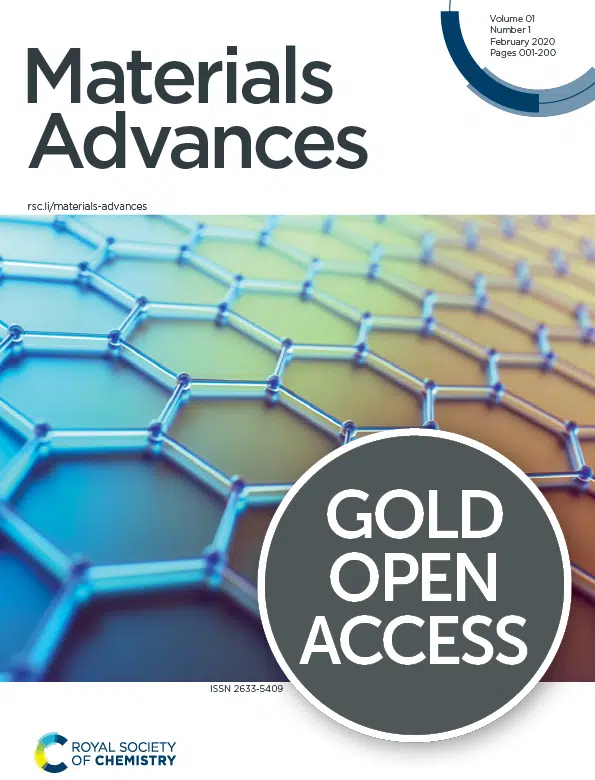 Volume 01
Number 1
February 2020
Pages 001-200
Materials
Advances
rsc.li/materials-advances
GOLD
OPEN
ACCESS
ISSN 2633-5409
ROYAL SOCIETY
OF CHEMISTRY